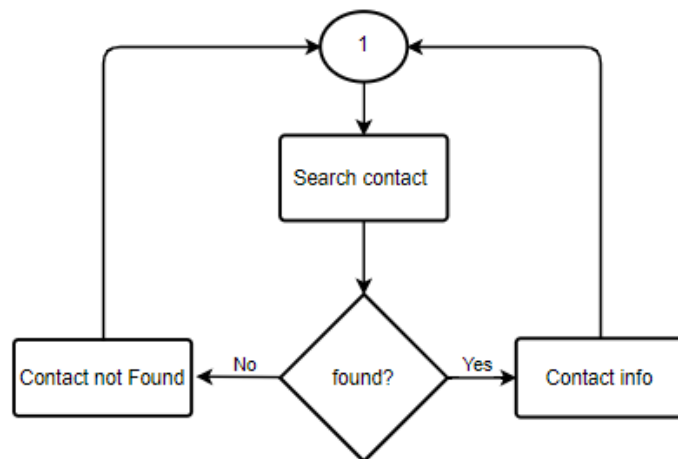 1
Search contact
found?
No
Yes
Contact not Found
Contact info